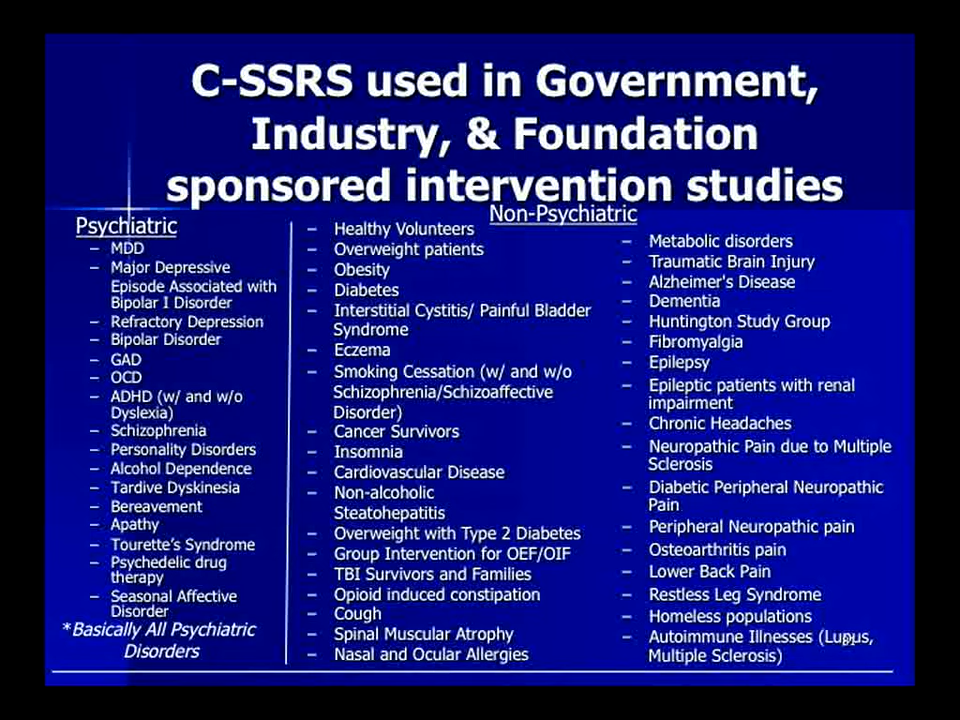 C-SSRS used in Government,
Industry, & Foundation
sponsored intervention studies
Psychiatric
– MDD
– Major Depressive
Episode Associated with
Bipolar I Disorder
– Refractory Depression
– Bipolar Disorder
– GAD
– OCD
– ADHD (w/ and w/o
Dyslexia)
– Schizophrenia
– Personality Disorders
– Alcohol Dependence
– Tardive Dyskinesia
– Bereavement
– Apathy
– Tourette's Syndrome
– Psychedelic drug
therapy
– Seasonal Affective
Disorder
*Basically All Psychiatric
Disorders
Non-Psychiatric
– Healthy Volunteers
– Overweight patients
– Obesity
– Diabetes
– Interstitial Cystitis/ Painful Bladder
Syndrome
– Eczema
– Smoking Cessation (w/ and w/o
Schizophrenia/Schizoaffective
Disorder)
– Cancer Survivors
– Insomnia
– Cardiovascular Disease
– Non-alcoholic
Steatohepatitis
– Overweight with Type 2 Diabetes
– Group Intervention for OEF/OIF
– TBI Survivors and Families
– Opioid induced constipation
– Cough
– Spinal Muscular Atrophy
– Nasal and Ocular Allergies
– Metabolic disorders
– Traumatic Brain Injury
– Alzheimer's Disease
– Dementia
– Huntington Study Group
– Fibromyalgia
– Epilepsy
– Epileptic patients with renal
impairment
– Chronic Headaches
– Neuropathic Pain due to Multiple
Sclerosis
– Diabetic Peripheral Neuropathic
Pain
– Peripheral Neuropathic pain
– Osteoarthritis pain
– Lower Back Pain
– Restless Leg Syndrome
– Homeless populations
– Autoimmune Illnesses (Lupus,
Multiple Sclerosis)